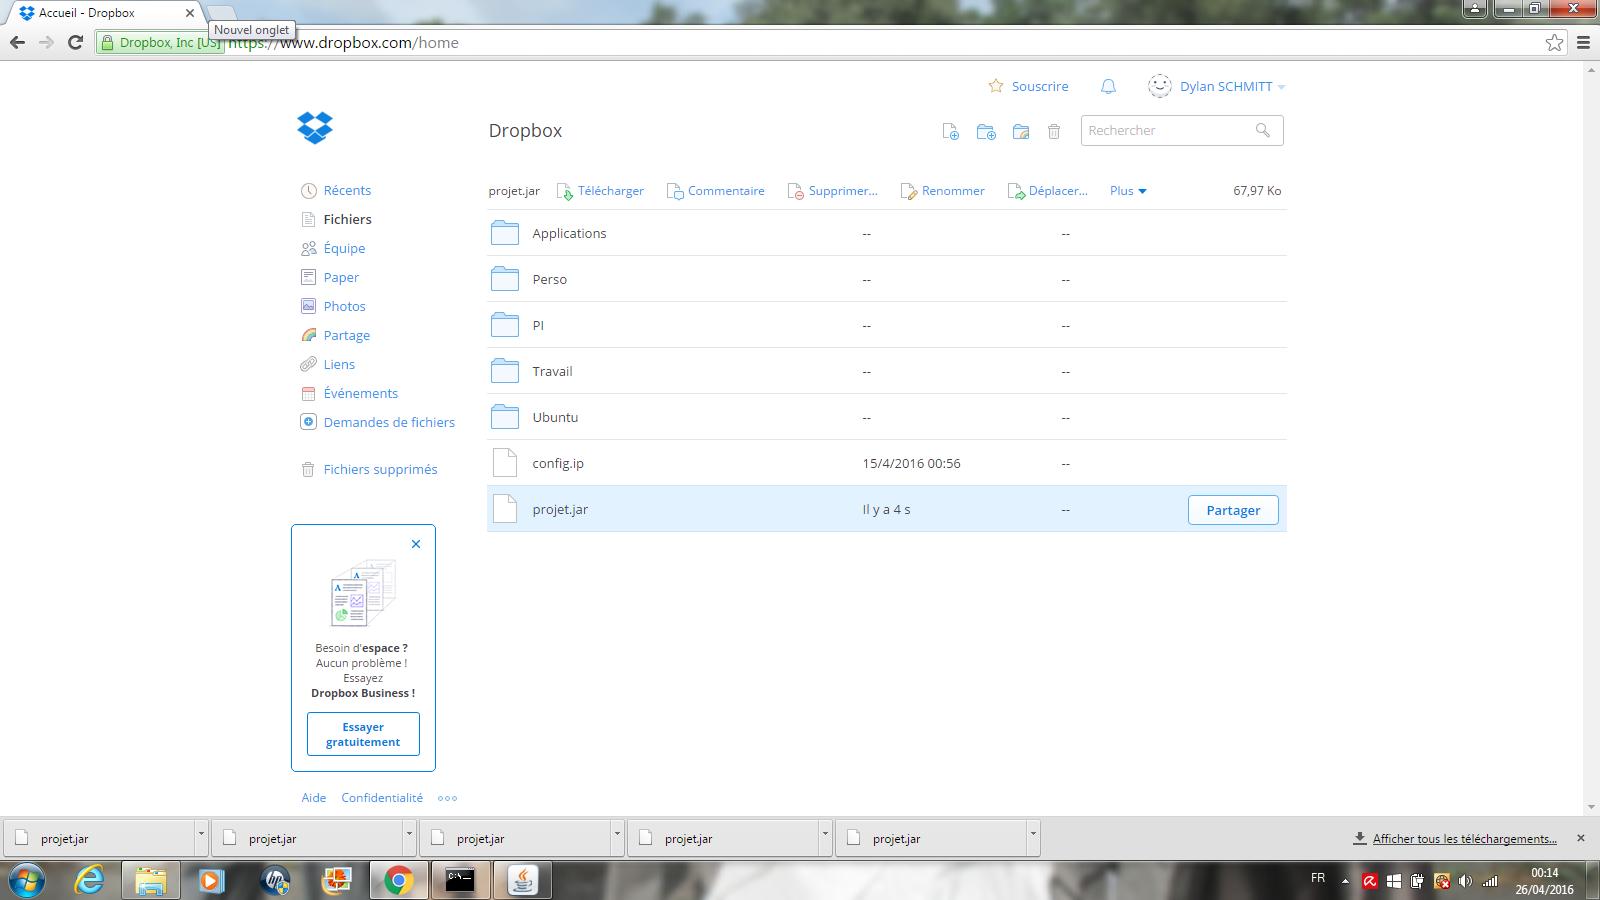 Accueil - Dropbox
Nouvel onglet
Dropbox, Inc [US] https://www.dropbox.com/home
Souscrire
Dylan SCHMITT
Dropbox
Rechercher
Récents
Fichiers
Équipe
Paper
Photos
Partage
Liens
Événements
Demandes de fichiers
Fichiers supprimés
projet.jar Télécharger Commentaire Supprimer... Renommer Déplacer... Plus 67,97 Ko
Applications -- --
Perso -- --
PI -- --
Travail -- --
Ubuntu -- --
config.ip 15/4/2016 00:56 --
projet.jar Il y a 4 s -- Partager
Besoin d'espace ?
Aucun problème !
Essayez
Dropbox Business !
Essayer
gratuitement
Aide Confidentialité
projet.jar projet.jar projet.jar projet.jar projet.jar Afficher tous les téléchargements...
C:\_
FR
00:14
26/04/2016